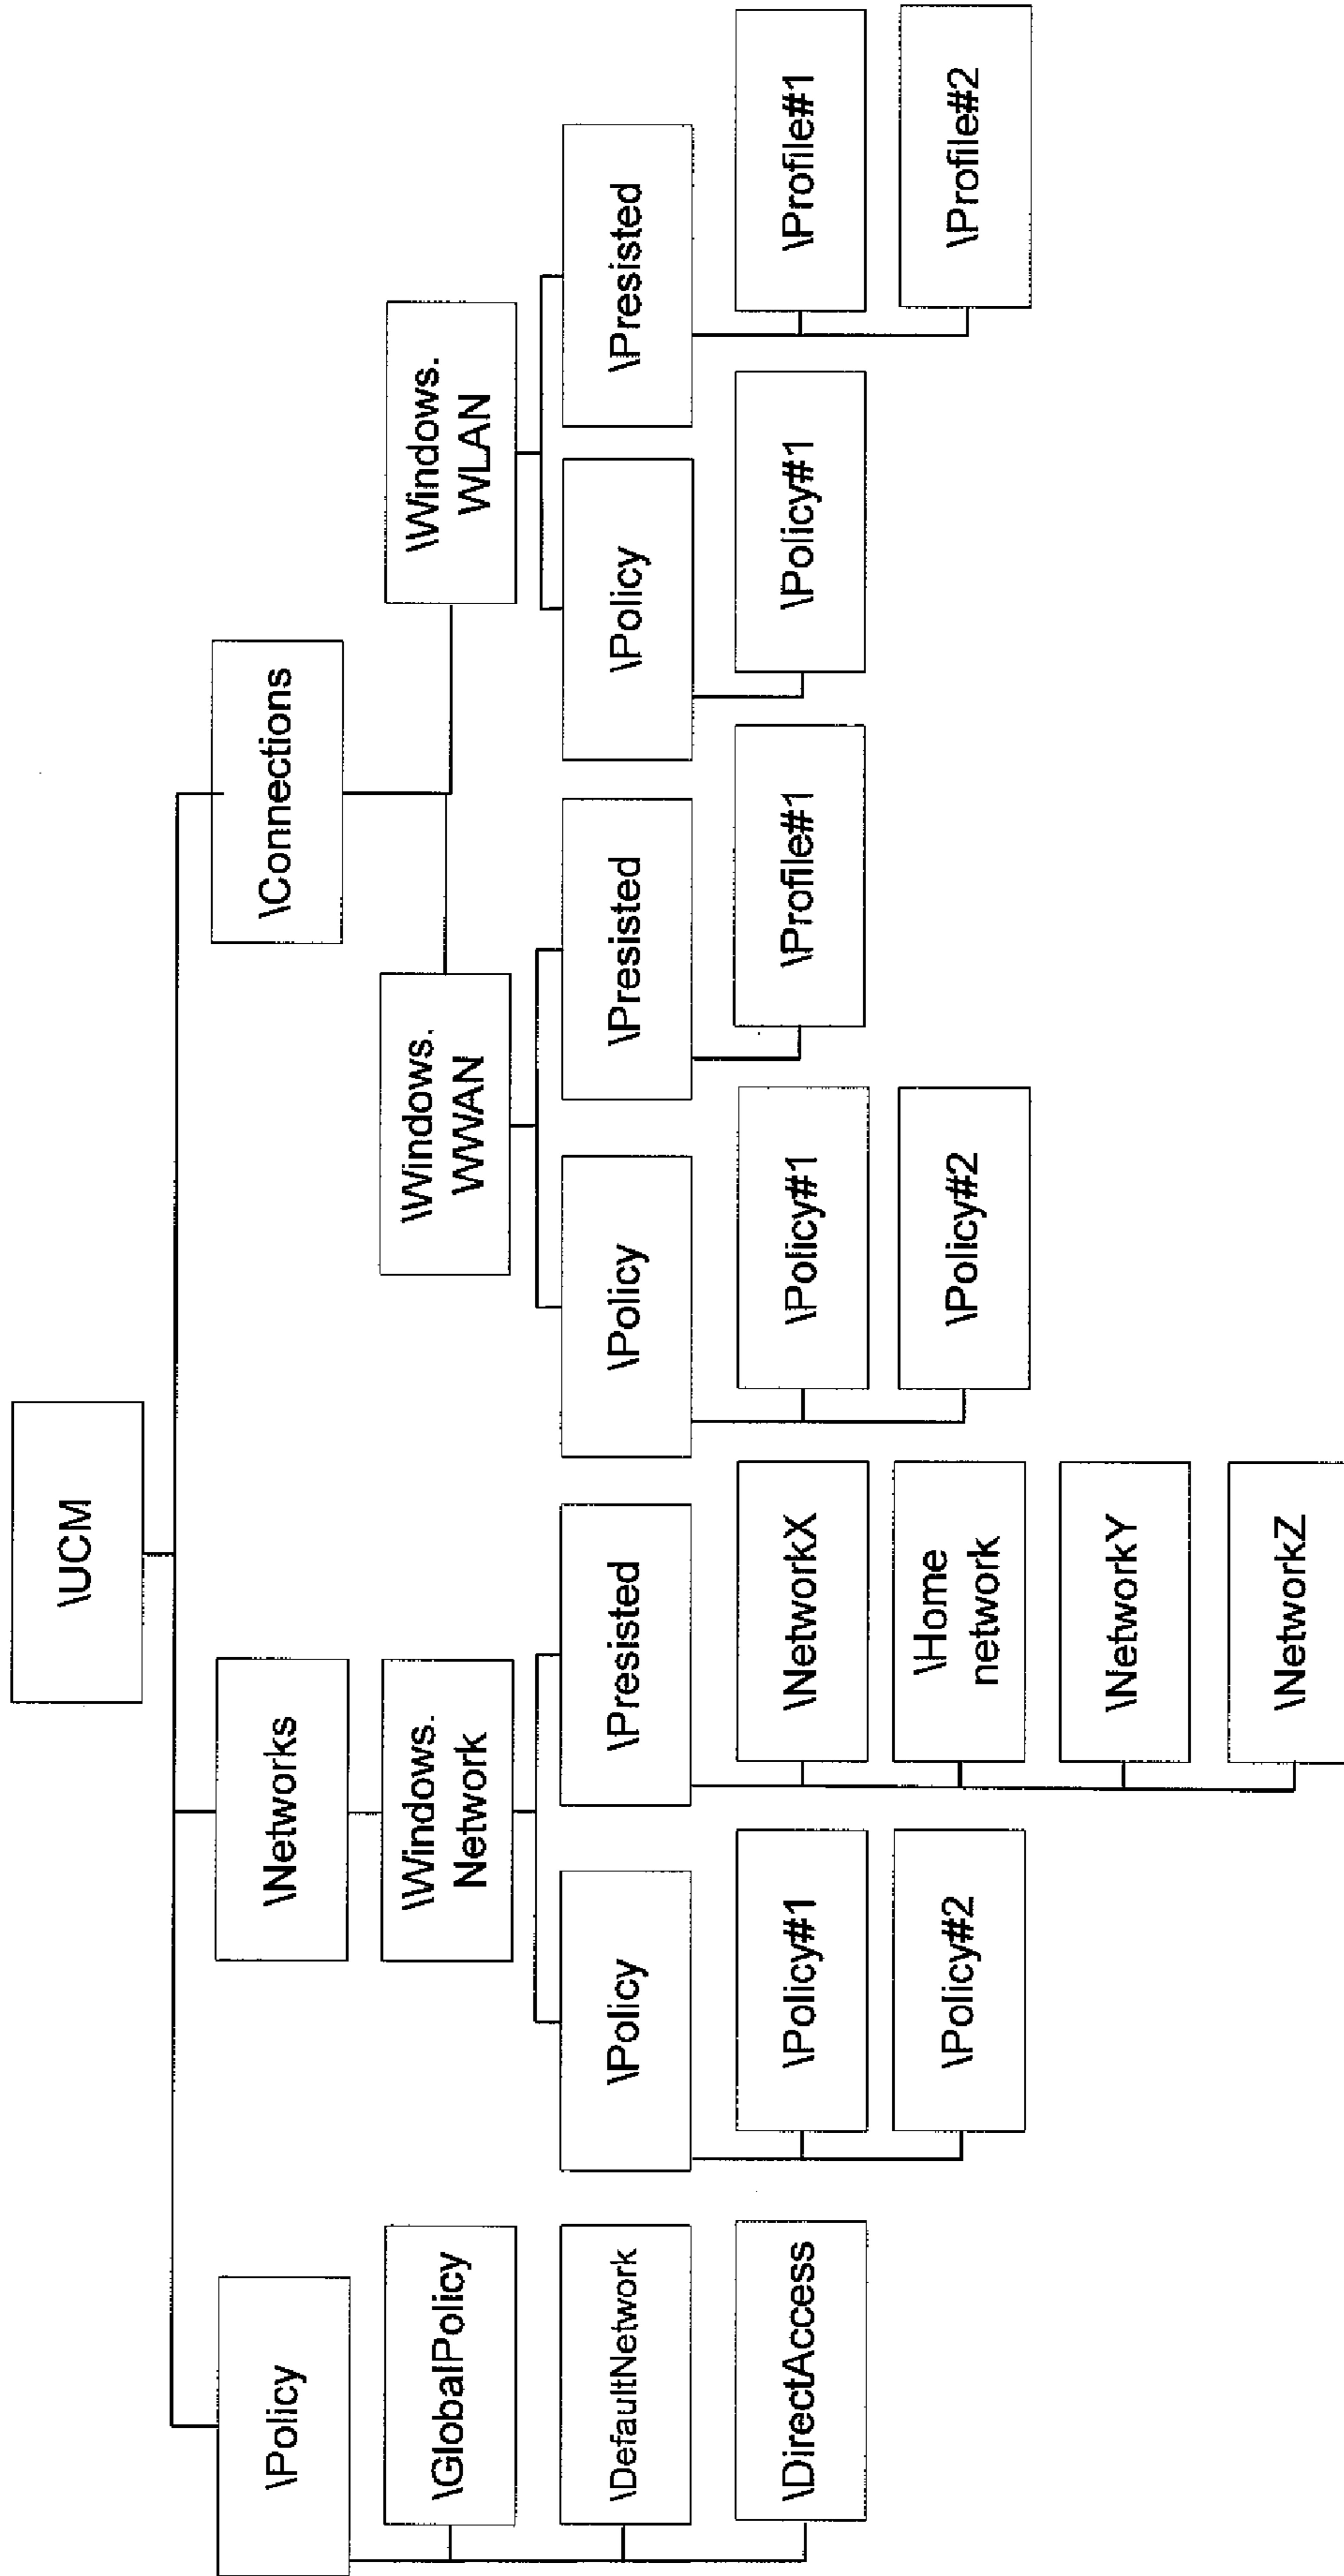 \UCM
\Policy
\Networks
\Connections
\GlobalPolicy
\Windows.
Network
\Windows.
WWAN
\Windows.
WLAN
\DefaultNetwork
\Policy
\Presisted
\Policy
\Presisted
\Policy
\Presisted
\DirectAccess
\Policy#1
\NetworkX
\Policy#1
\Profile#1
\Policy#1
\Profile#1
\Policy#2
\Home
network
\Policy#2
\Profile#2
\NetworkY
\NetworkZ